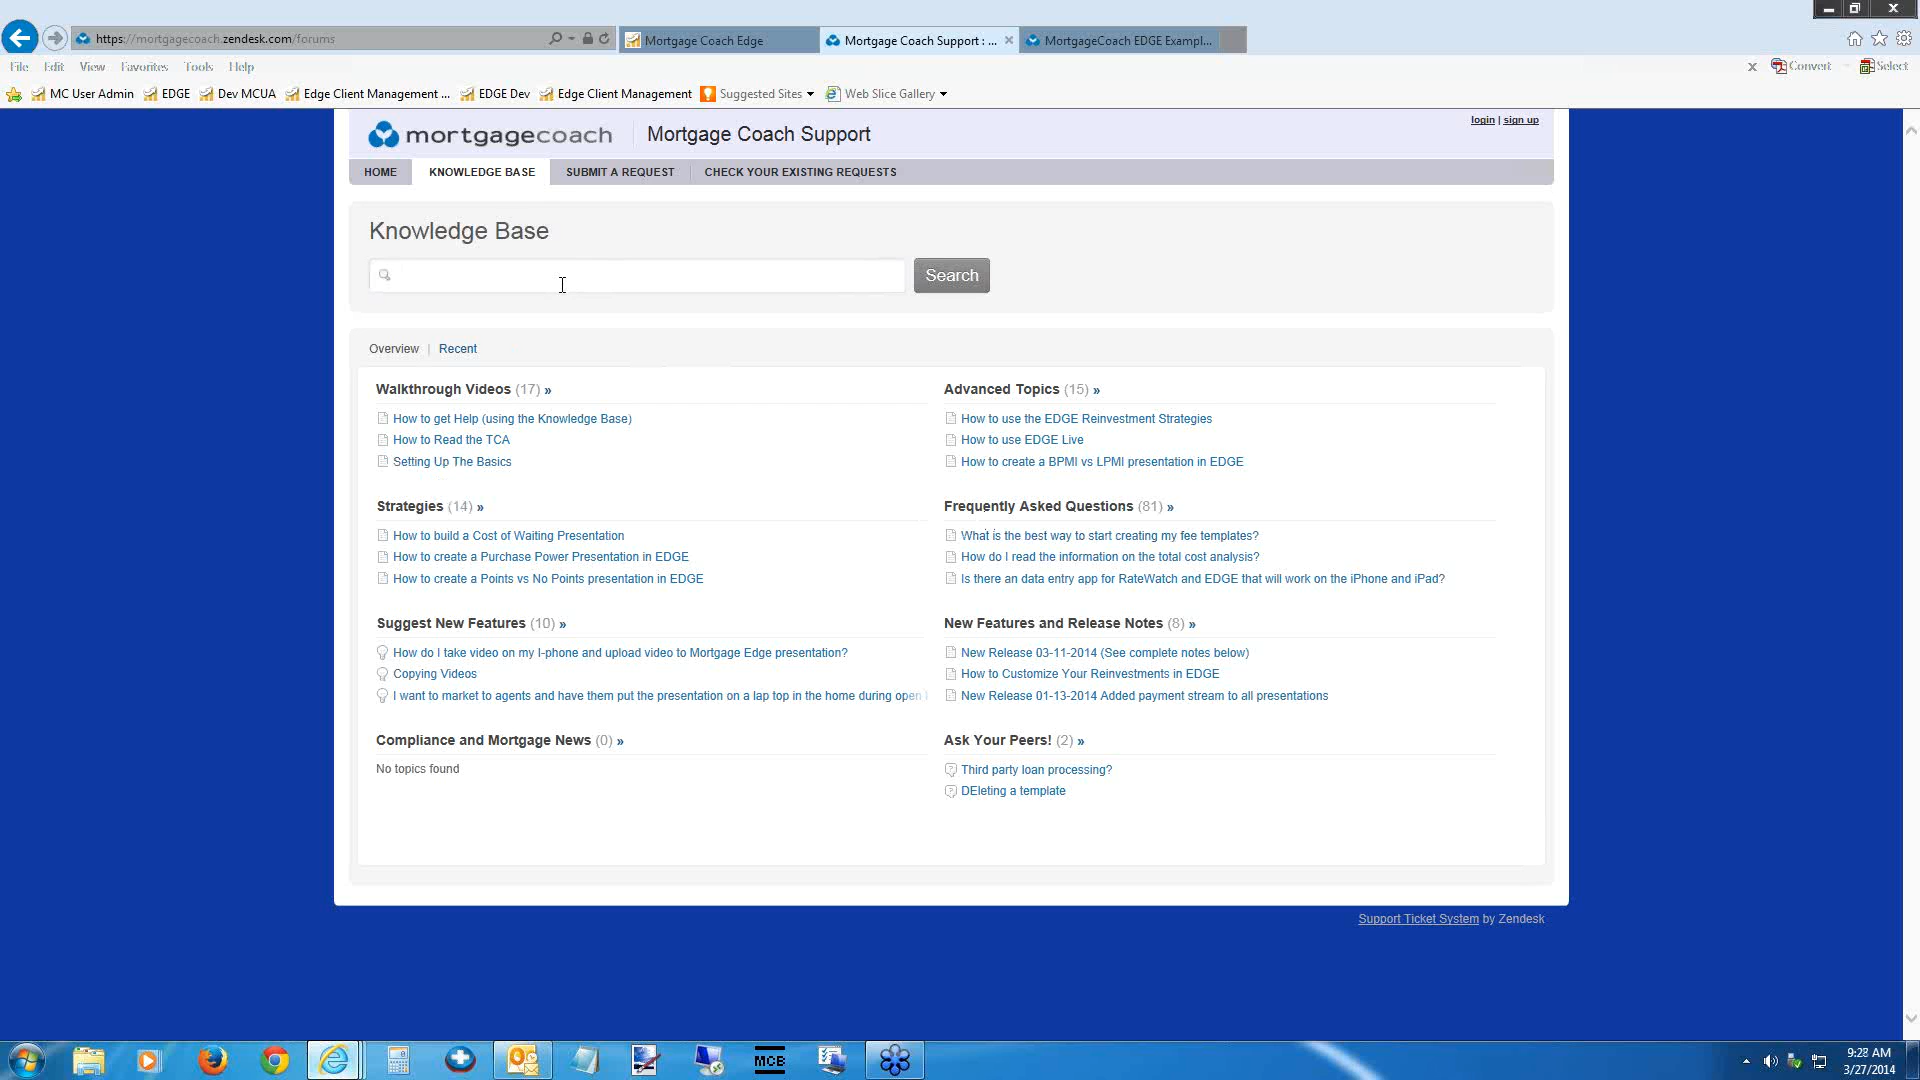 https://mortgagecoach.zendesk.com/forums
Mortgage Coach Edge
Mortgage Coach Support : ...
MortgageCoach EDGE Exampl...
File Edit View Favorites Tools Help
Convert
Select
MC User Admin
EDGE
Dev MCUA
Edge Client Management ...
EDGE Dev
Edge Client Management
Suggested Sites
Web Slice Gallery
mortgagecoach
Mortgage Coach Support
login | sign up
HOME
KNOWLEDGE BASE
SUBMIT A REQUEST
CHECK YOUR EXISTING REQUESTS
Knowledge Base
Search
Overview | Recent
Walkthrough Videos (17) »
How to get Help (using the Knowledge Base)
How to Read the TCA
Setting Up The Basics
Advanced Topics (15) »
How to use the EDGE Reinvestment Strategies
How to use EDGE Live
How to create a BPMI vs LPMI presentation in EDGE
Strategies (14) »
How to build a Cost of Waiting Presentation
How to create a Purchase Power Presentation in EDGE
How to create a Points vs No Points presentation in EDGE
Frequently Asked Questions (81) »
What is the best way to start creating my fee templates?
How do I read the information on the total cost analysis?
Is there an data entry app for RateWatch and EDGE that will work on the iPhone and iPad?
Suggest New Features (10) »
How do I take video on my I-phone and upload video to Mortgage Edge presentation?
Copying Videos
I want to market to agents and have them put the presentation on a lap top in the home during open
New Features and Release Notes (8) »
New Release 03-11-2014 (See complete notes below)
How to Customize Your Reinvestments in EDGE
New Release 01-13-2014 Added payment stream to all presentations
Compliance and Mortgage News (0) »
No topics found
Ask Your Peers! (2) »
Third party loan processing?
DEleting a template
Support Ticket System by Zendesk
MCB
9:28 AM
3/27/2014